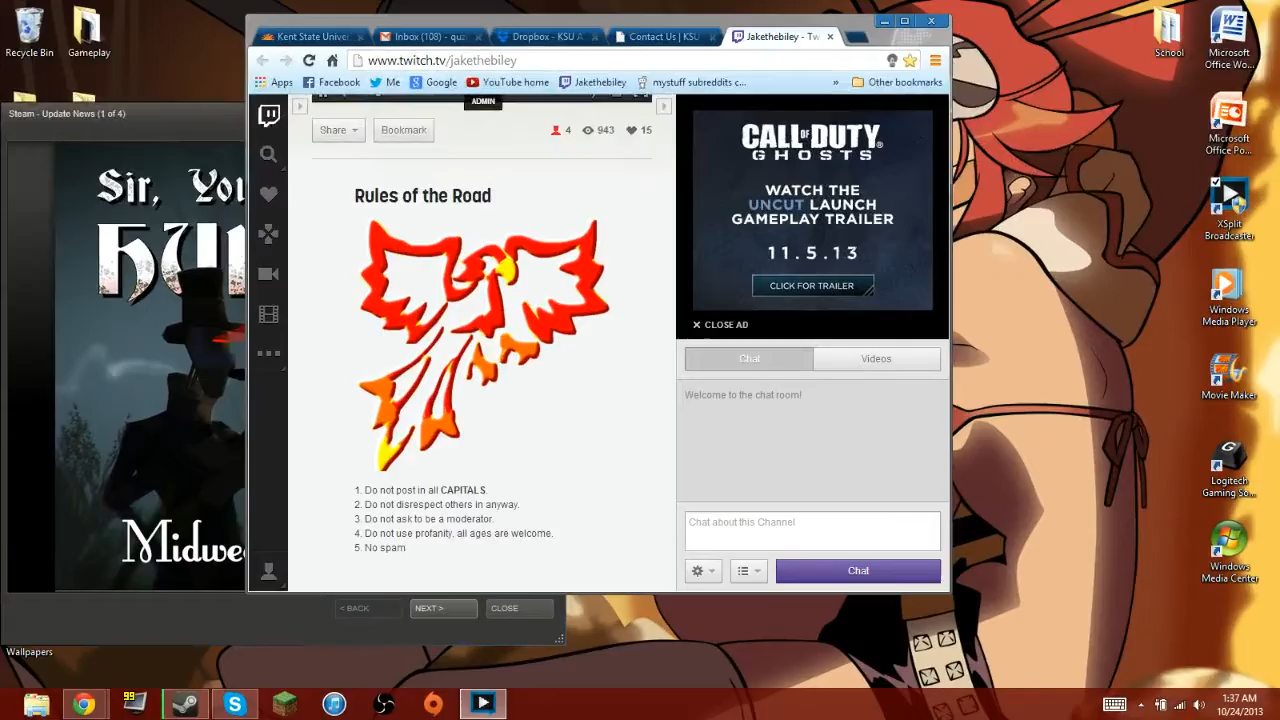 Recycle Bin
Gameplay
Kent State Univer
Inbox (108) - quz
Dropbox - KSU A
Contact Us | KSU
Jakethebiley - Tw
www.twitch.tv/jakethebiley
Apps
Facebook
Me
Google
YouTube home
Jakethebiley
mystuff subreddits c...
»
Other bookmarks
Steam - Update News (1 of 4)
Sir, You
HUN
Midwe
ADMIN
Share
Bookmark
4
943
15
Rules of the Road
1. Do not post in all CAPITALS.
2. Do not disrespect others in anyway.
3. Do not ask to be a moderator.
4. Do not use profanity, all ages are welcome.
5. No spam
CALL OF DUTY
GHOSTS
WATCH THE
UNCUT LAUNCH
GAMEPLAY TRAILER
11.5.13
CLICK FOR TRAILER
CLOSE AD
Chat
Videos
Welcome to the chat room!
Chat about this Channel
Chat
< BACK
NEXT >
CLOSE
Wallpapers
School
Microsoft Office Wo...
Microsoft Office Po...
XSplit Broadcaster
Windows Media Player
Movie Maker
Logitech Gaming So...
Windows Media Center
99
1:37 AM
10/24/2013